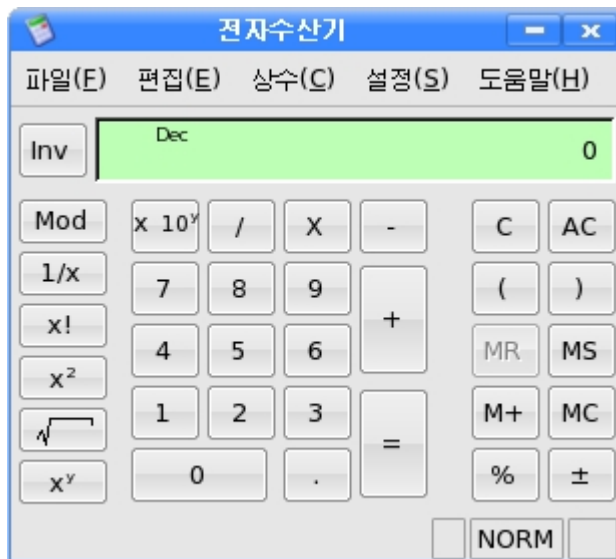 전자수산기
파일(F) 편집(E) 상수(C) 설정(S) 도움말(H)
Inv Dec 0
Mod x 10ʸ / X - C AC
1/x 7 8 9 + ( )
x! 4 5 6 MR MS
x² 1 2 3 = M+ MC
√ 0 . % ±
xʸ
NORM